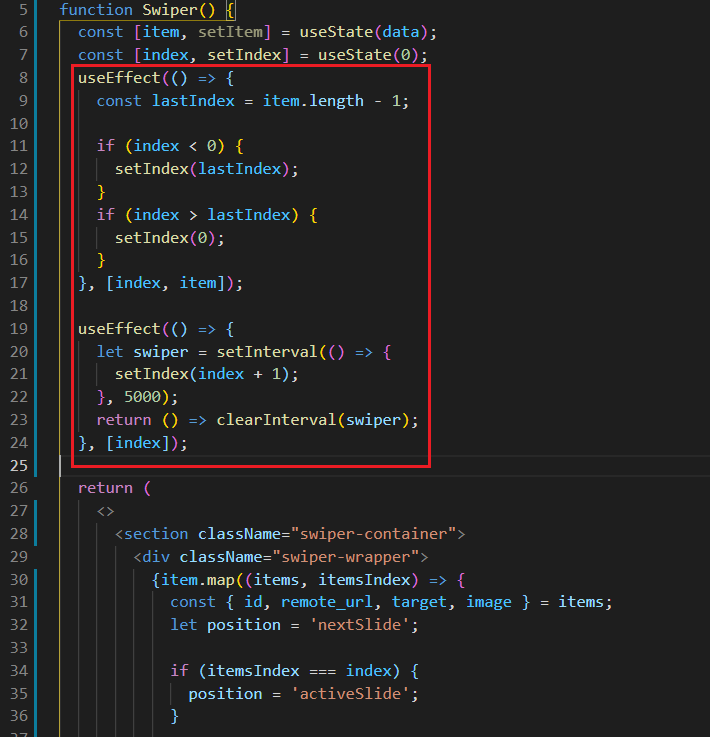 5 function Swiper() {
6 const [item, setItem] = useState(data);
7 const [index, setIndex] = useState(0);
8 useEffect(() => {
9 const lastIndex = item.length - 1;
10
11 if (index < 0) {
12 setIndex(lastIndex);
13 }
14 if (index > lastIndex) {
15 setIndex(0);
16 }
17 }, [index, item]);
18
19 useEffect(() => {
20 let swiper = setInterval(() => {
21 setIndex(index + 1);
22 }, 5000);
23 return () => clearInterval(swiper);
24 }, [index]);
25
26 return (
27 <>
28 <section className="swiper-container">
29 <div className="swiper-wrapper">
30 {item.map((items, itemsIndex) => {
31 const { id, remote_url, target, image } = items;
32 let position = 'nextSlide';
33
34 if (itemsIndex === index) {
35 position = 'activeSlide';
36 }